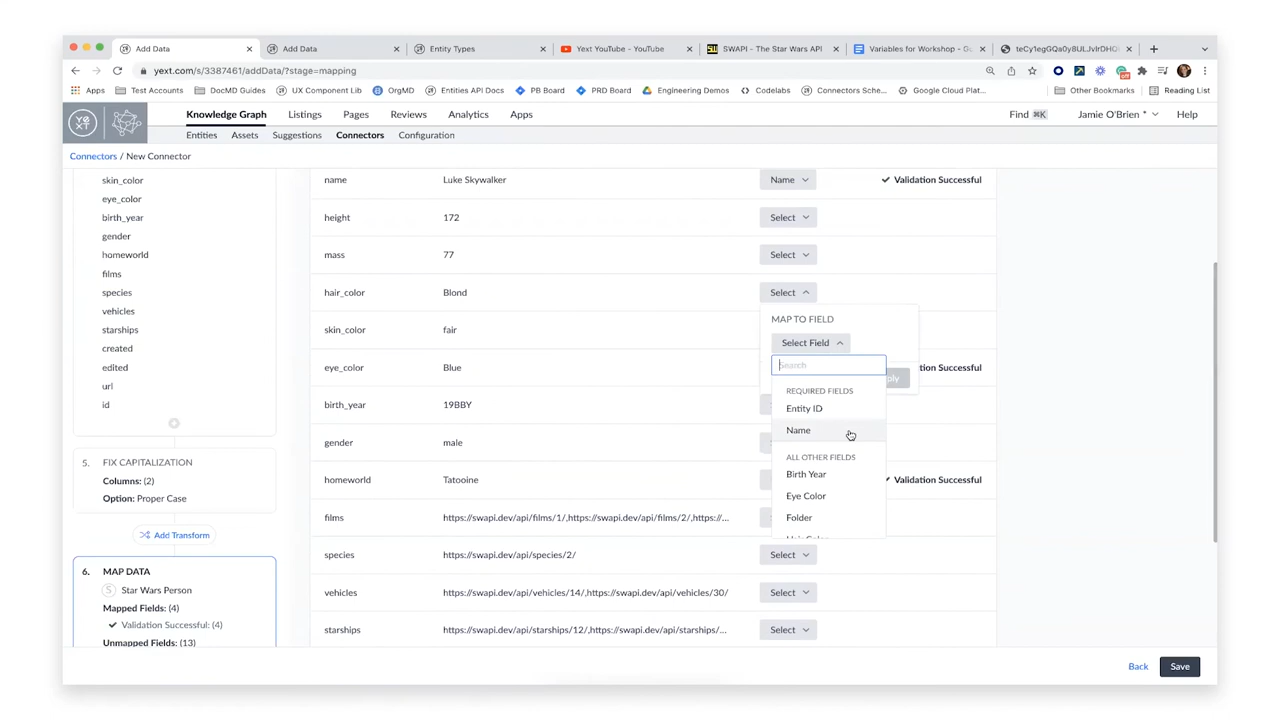 Add Data
Add Data
Entity Types
Yext YouTube - YouTube
SWAPI - The Star Wars API
Variables for Workshop - Go
teCy1egGQa0y8ULJvIrDHQ
yext.com/s/3387461/addData/?stage=mapping
Apps
Test Accounts
DocMD Guides
UX Component Lib
OrgMD
Entities API Docs
PB Board
PRD Board
Engineering Demos
Codelabs
Connectors Sche...
Google Cloud Plat...
Other Bookmarks
Reading List
YEXT
Knowledge Graph
Listings
Pages
Reviews
Analytics
Apps
Find ⌘K
Jamie O'Brien *
Help
Entities
Assets
Suggestions
Connectors
Configuration
Connectors / New Connector
skin_color
eye_color
birth_year
gender
homeworld
films
species
vehicles
starships
created
edited
url
id
5. FIX CAPITALIZATION
Columns: (2)
Option: Proper Case
Add Transform
6. MAP DATA
S Star Wars Person
Mapped Fields: (4)
Validation Successful: (4)
Unmapped Fields: (13)
name Luke Skywalker Name Validation Successful
height 172 Select
mass 77 Select
hair_color Blond Select
skin_color fair
eye_color Blue
birth_year 19BBY
gender male
homeworld Tatooine Validation Successful
films https://swapi.dev/api/films/1/,https://swapi.dev/api/films/2/,https://...
species https://swapi.dev/api/species/2/ Select
vehicles https://swapi.dev/api/vehicles/14/,https://swapi.dev/api/vehicles/30/ Select
starships https://swapi.dev/api/starships/12/,https://swapi.dev/api/starships/... Select
MAP TO FIELD
Select Field
Search
REQUIRED FIELDS
Entity ID
Name
ALL OTHER FIELDS
Birth Year
Eye Color
Folder
Hair Color
Back
Save